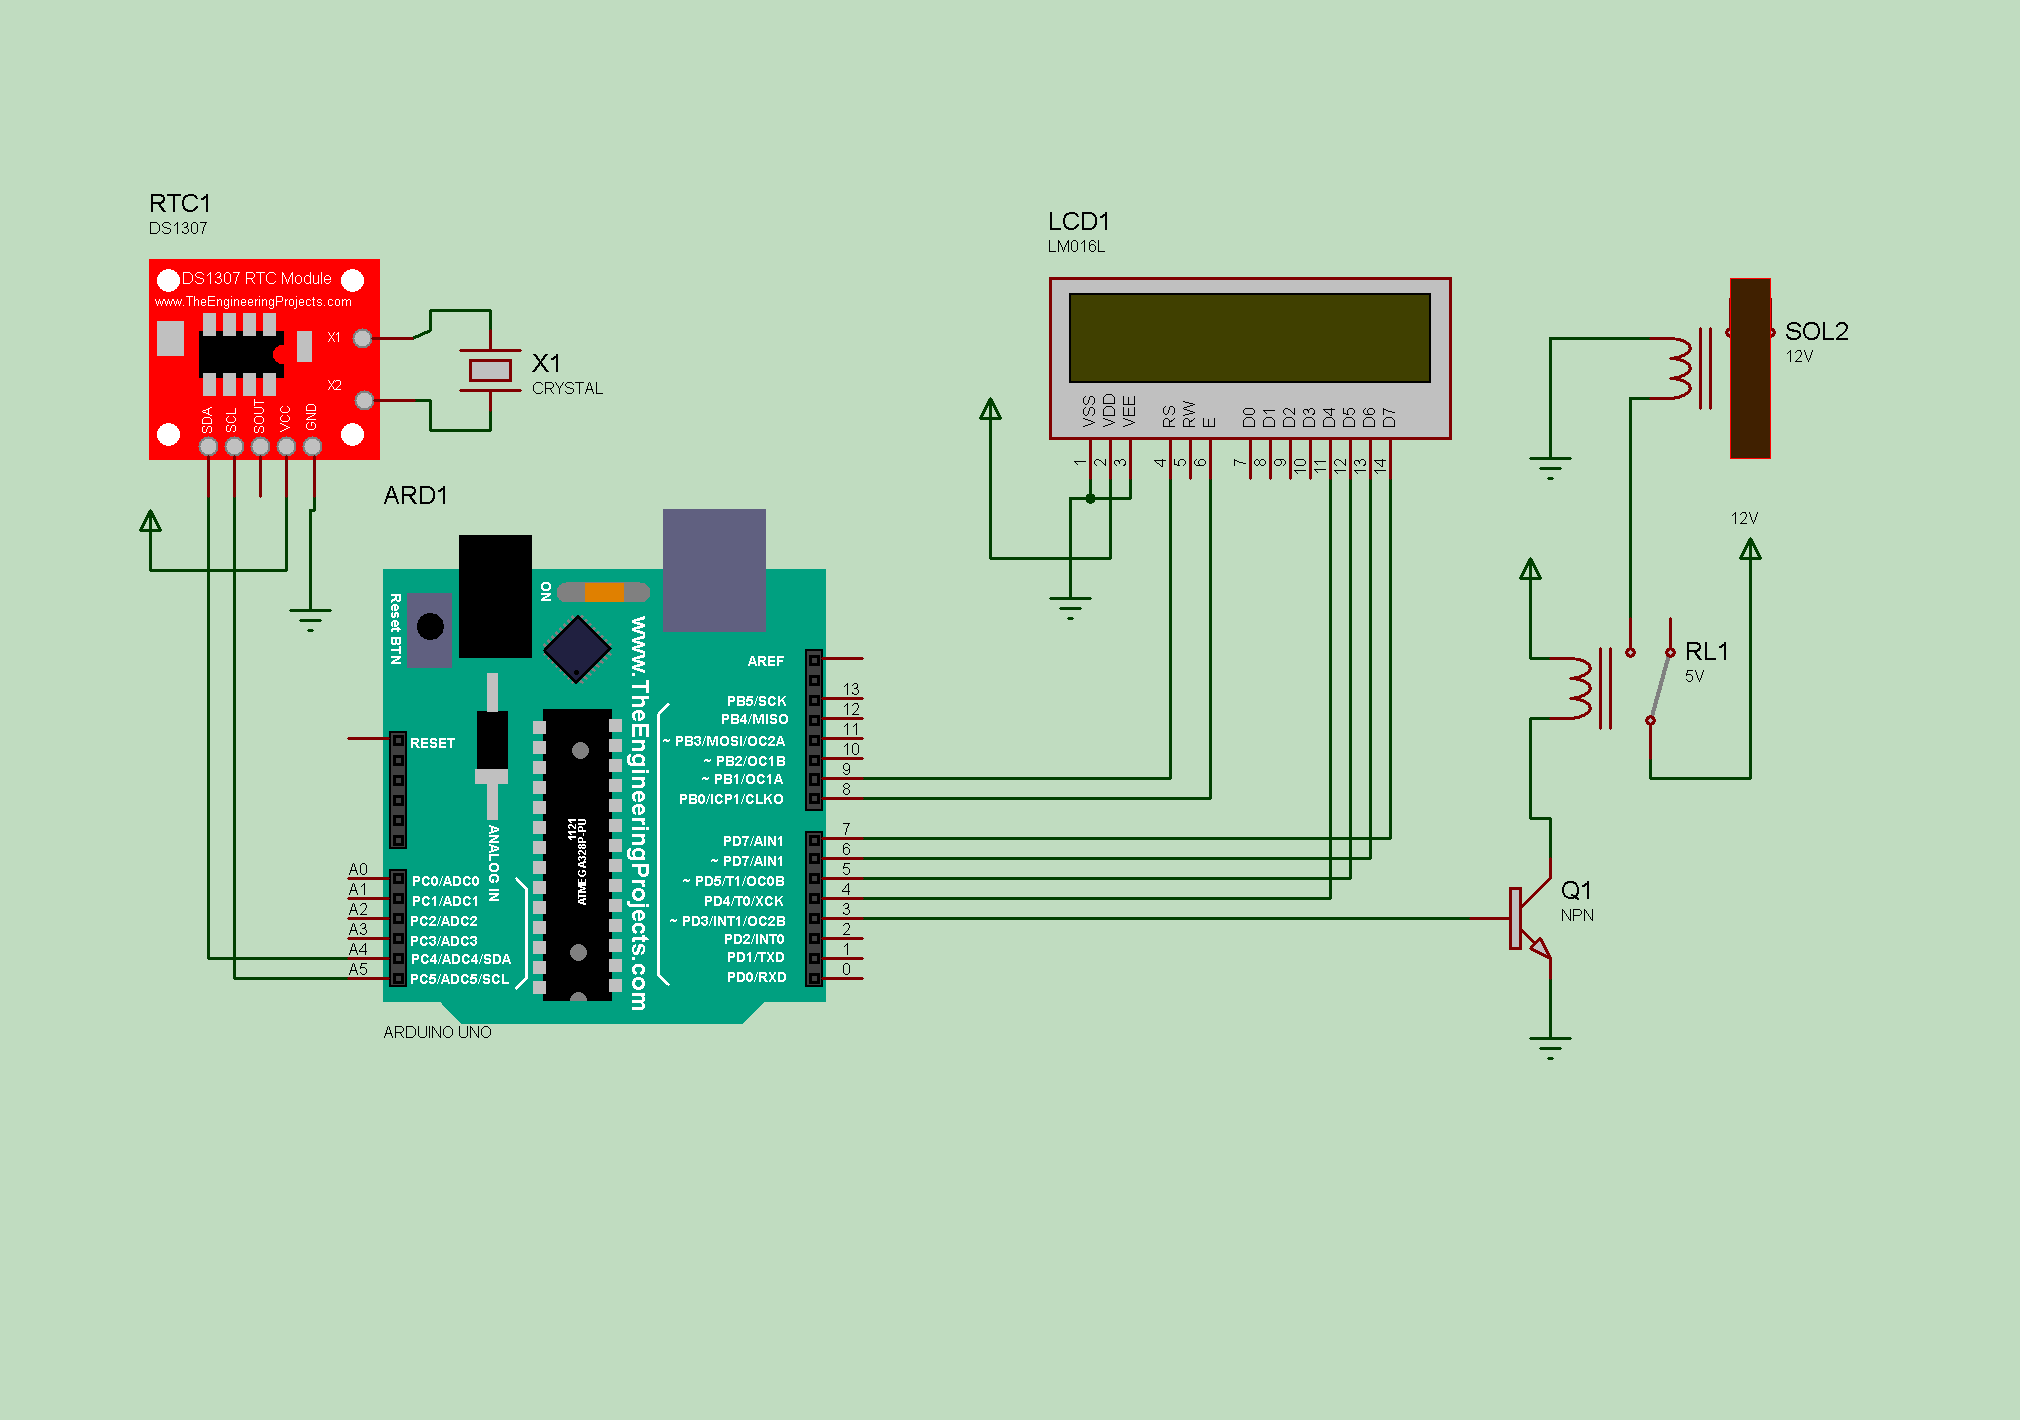 RTC1
DS1307
DS1307 RTC Module
www.TheEngineeringProjects.com
X1
X2
SDA
SCL
SOUT
VCC
GND
X1
CRYSTAL
LCD1
LM016L
VSS
VDD
VEE
RS
RW
E
D0
D1
D2
D3
D4
D5
D6
D7
1
2
3
4
5
6
7
8
9
10
11
12
13
14
SOL2
12V
12V
RL1
5V
Q1
NPN
ARD1
Reset BTN
ON
www.TheEngineeringProjects.com
RESET
ANALOG IN
1121
ATMEGA328P-PU
A0 PC0/ADC0
A1 PC1/ADC1
A2 PC2/ADC2
A3 PC3/ADC3
A4 PC4/ADC4/SDA
A5 PC5/ADC5/SCL
AREF
PB5/SCK 13
PB4/MISO 12
~ PB3/MOSI/OC2A 11
~ PB2/OC1B 10
~ PB1/OC1A 9
PB0/ICP1/CLKO 8
PD7/AIN1 7
~ PD7/AIN1 6
~ PD5/T1/OC0B 5
PD4/T0/XCK 4
~ PD3/INT1/OC2B 3
PD2/INT0 2
PD1/TXD 1
PD0/RXD 0
ARDUINO UNO